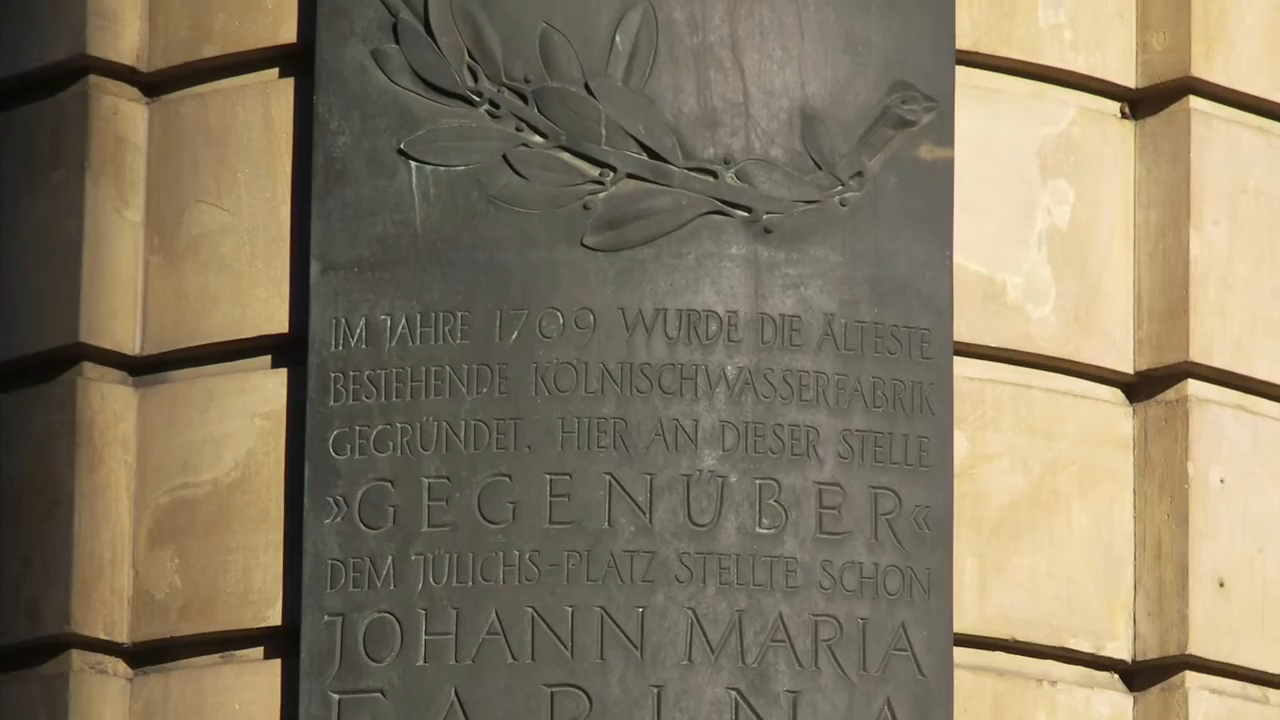 IM JAHRE 1709 WURDE DIE ÄLTESTE
BESTEHENDE KÖLNISCHWASSERFABRIK
GEGRÜNDET. HIER AN DIESER STELLE
»GEGENÜBER«
DEM JÜLICHS-PLATZ STELLTE SCHON
JOHANN MARIA
FARINA